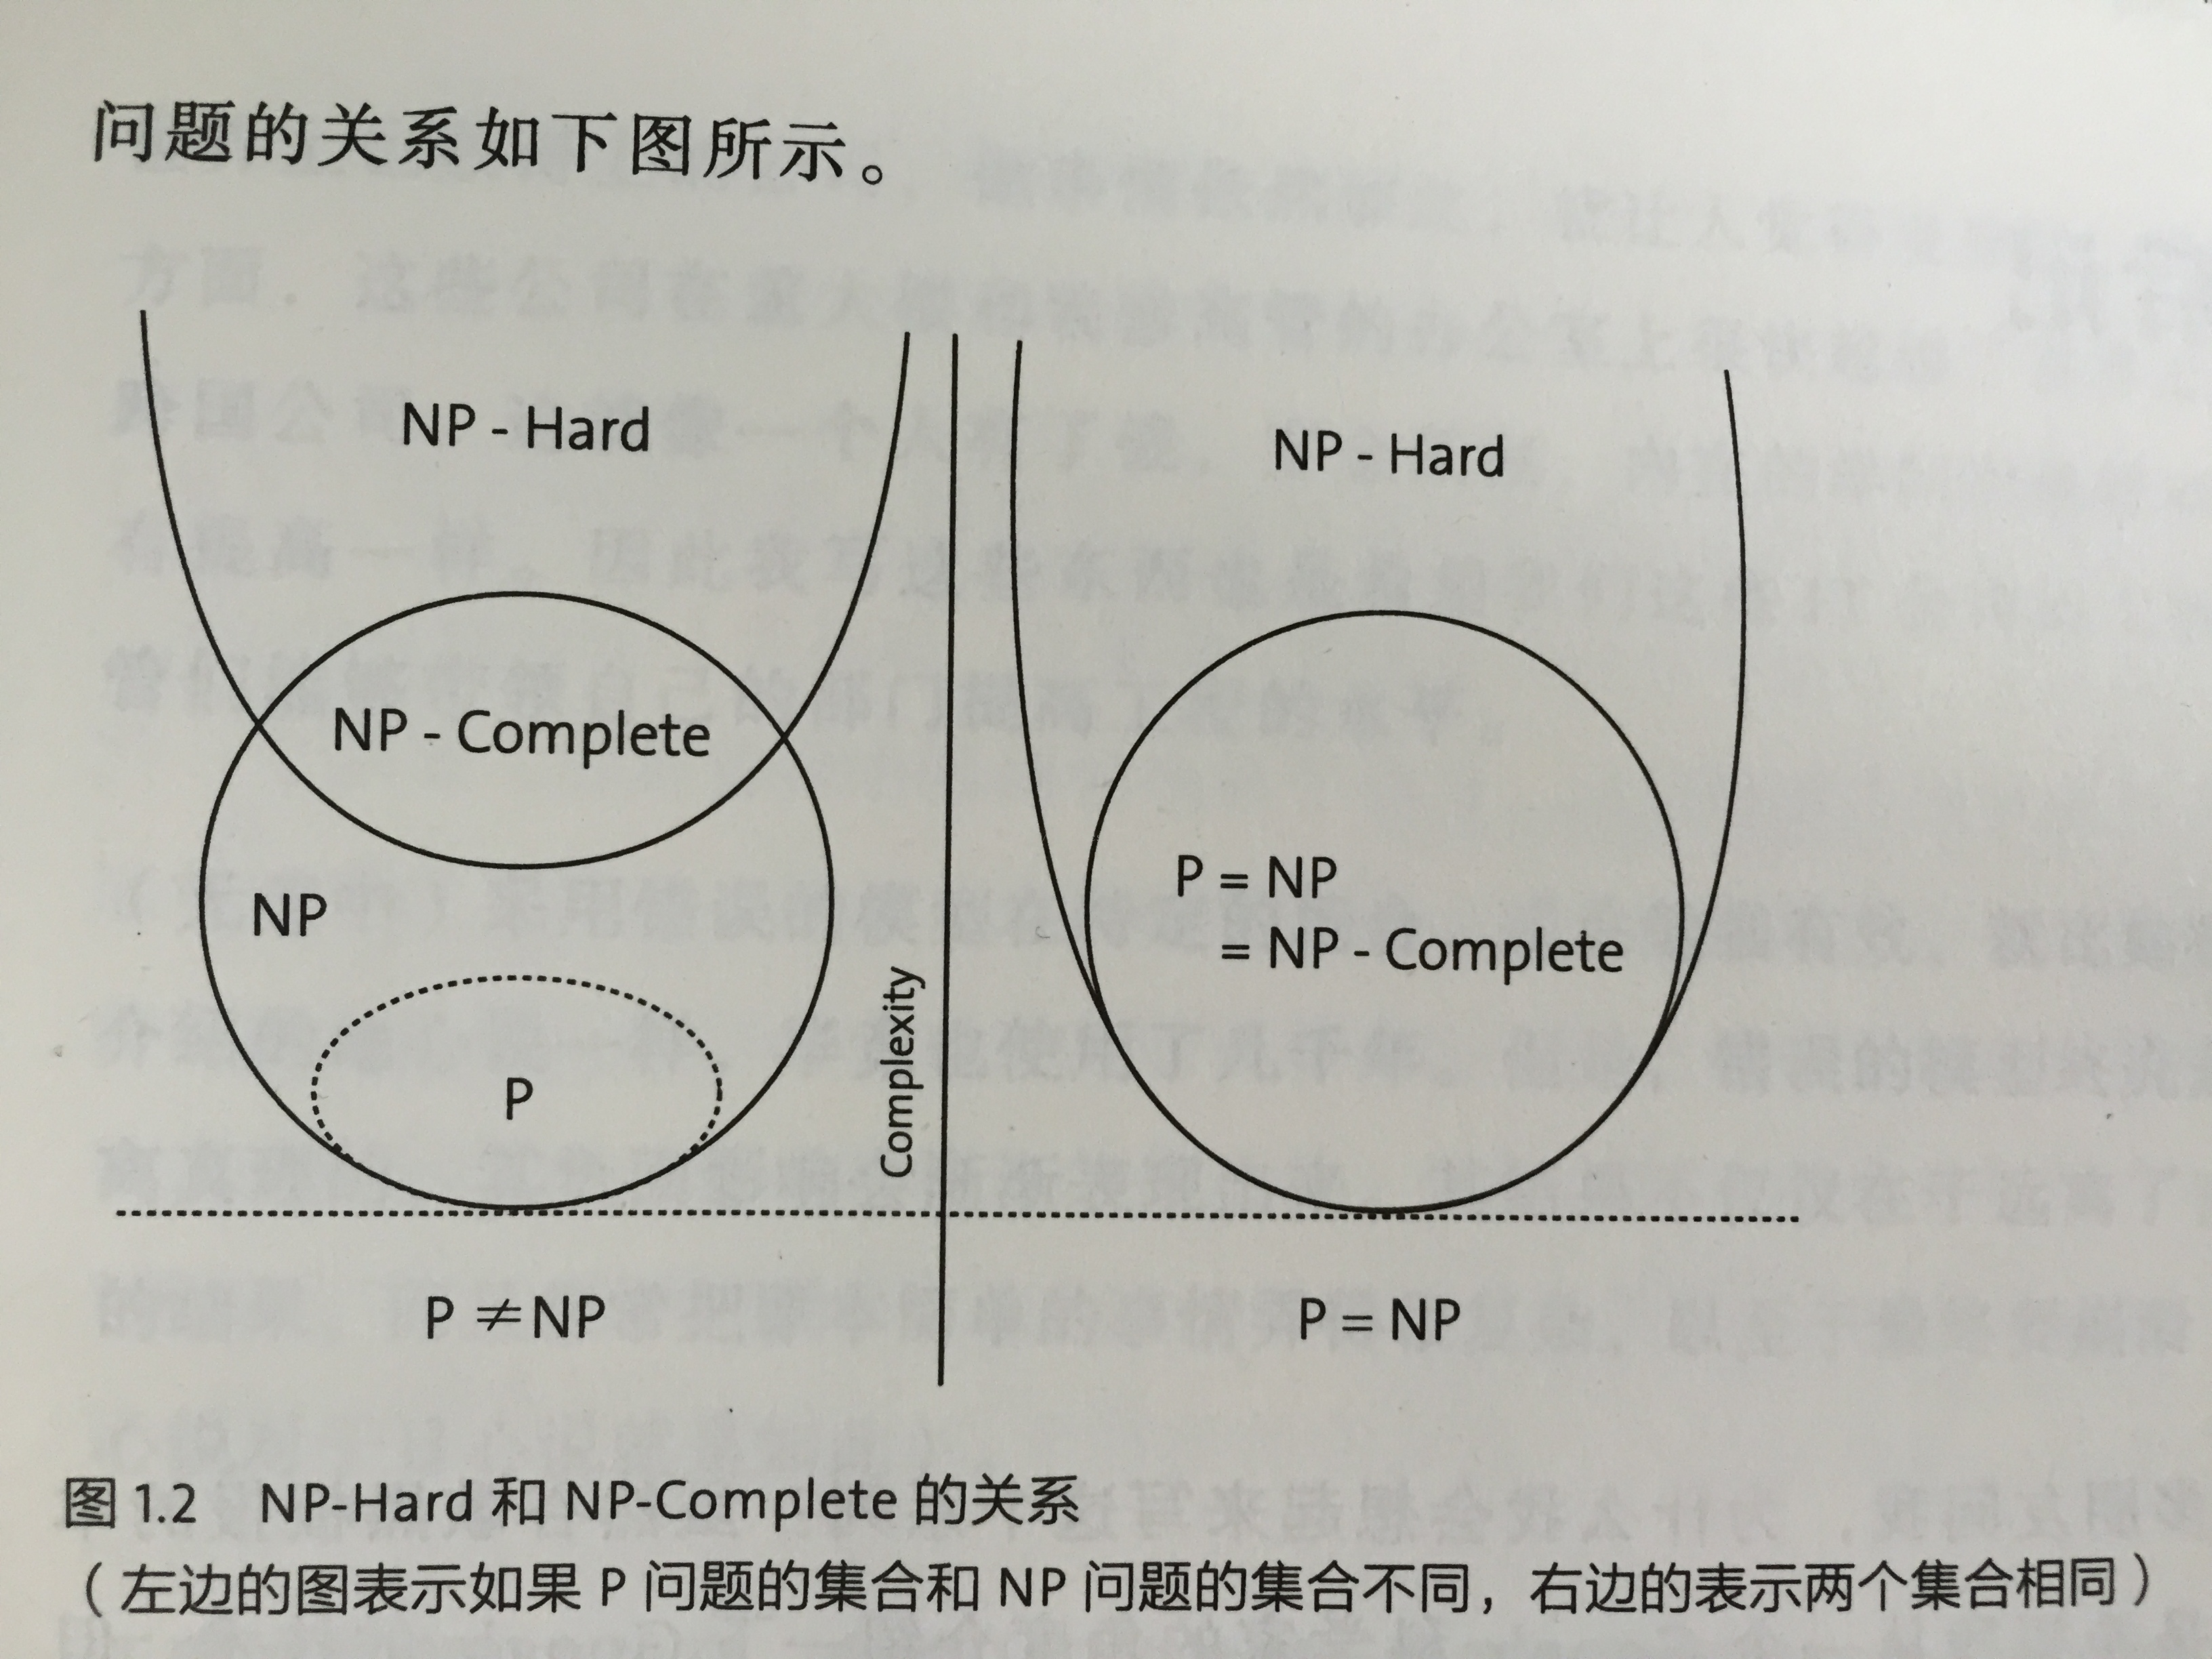 问题的关系如下图所示。
NP - Hard
NP - Complete
NP
P
Complexity
P ≠ NP
NP - Hard
P = NP
= NP - Complete
P = NP
图 1.2 NP-Hard 和 NP-Complete 的关系
（左边的图表示如果 P 问题的集合和 NP 问题的集合不同，右边的表示两个集合相同）